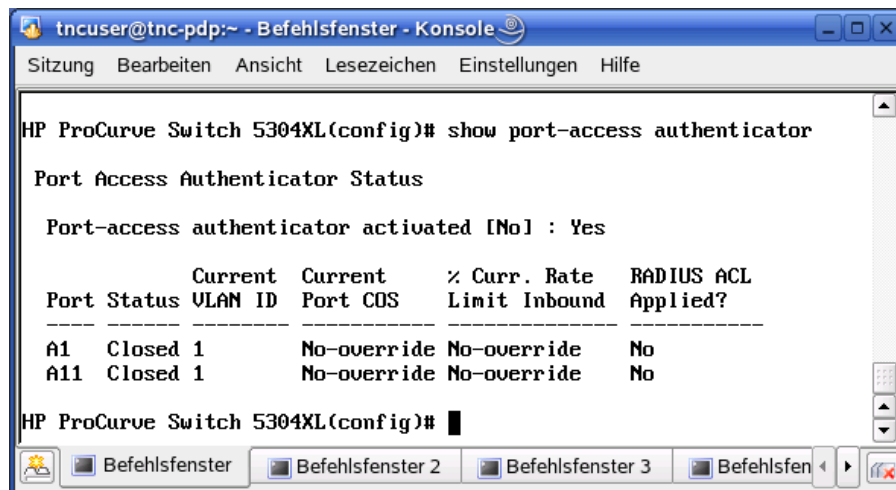 tncuser@tnc-pdp:~ - Befehlsfenster - Konsole
Sitzung Bearbeiten Ansicht Lesezeichen Einstellungen Hilfe
HP ProCurve Switch 5304XL(config)# show port-access authenticator
Port Access Authenticator Status
Port-access authenticator activated [No] : Yes
Current Current % Curr. Rate RADIUS ACL
Port Status VLAN ID Port COS Limit Inbound Applied?
---- ------ -------- ----------- -------------- -----------
A1 Closed 1 No-override No-override No
A11 Closed 1 No-override No-override No
HP ProCurve Switch 5304XL(config)#
Befehlsfenster Befehlsfenster 2 Befehlsfenster 3 Befehlsfen